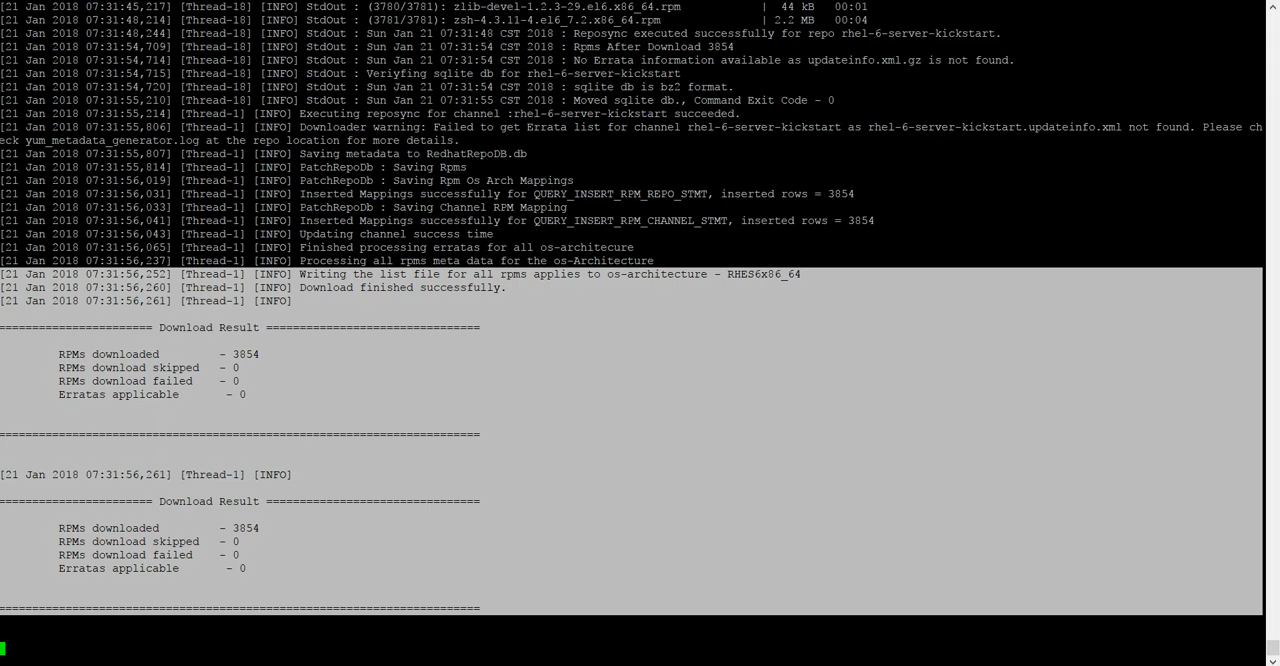 [21 Jan 2018 07:31:45,217] [Thread-18] [INFO] StdOut : (3780/3781): zlib-devel-1.2.3-29.el6.x86_64.rpm | 44 kB 00:01
[21 Jan 2018 07:31:48,214] [Thread-18] [INFO] StdOut : (3781/3781): zsh-4.3.11-4.el6_7.2.x86_64.rpm | 2.2 MB 00:04
[21 Jan 2018 07:31:48,244] [Thread-18] [INFO] StdOut : Sun Jan 21 07:31:48 CST 2018 : Reposync executed successfully for repo rhel-6-server-kickstart.
[21 Jan 2018 07:31:54,709] [Thread-18] [INFO] StdOut : Sun Jan 21 07:31:54 CST 2018 : Rpms After Download 3854
[21 Jan 2018 07:31:54,714] [Thread-18] [INFO] StdOut : Sun Jan 21 07:31:54 CST 2018 : No Errata information available as updateinfo.xml.gz is not found.
[21 Jan 2018 07:31:54,715] [Thread-18] [INFO] StdOut : Sun Jan 21 07:31:54 CST 2018 : Veriyfing sqlite db for rhel-6-server-kickstart
[21 Jan 2018 07:31:54,720] [Thread-18] [INFO] StdOut : Sun Jan 21 07:31:54 CST 2018 : sqlite db is bz2 format.
[21 Jan 2018 07:31:55,210] [Thread-18] [INFO] StdOut : Sun Jan 21 07:31:55 CST 2018 : Moved sqlite db., Command Exit Code - 0
[21 Jan 2018 07:31:55,214] [Thread-1] [INFO] Executing reposync for channel :rhel-6-server-kickstart succeeded.
[21 Jan 2018 07:31:55,806] [Thread-1] [INFO] Downloader warning: Failed to get Errata list for channel rhel-6-server-kickstart as rhel-6-server-kickstart.updateinfo.xml not found. Please ch
eck yum_metadata_generator.log at the repo location for more details.
[21 Jan 2018 07:31:55,807] [Thread-1] [INFO] Saving metadata to RedhatRepoDB.db
[21 Jan 2018 07:31:55,814] [Thread-1] [INFO] PatchRepoDb : Saving Rpms
[21 Jan 2018 07:31:56,019] [Thread-1] [INFO] PatchRepoDb : Saving Rpm Os Arch Mappings
[21 Jan 2018 07:31:56,031] [Thread-1] [INFO] Inserted Mappings successfully for QUERY_INSERT_RPM_REPO_STMT, inserted rows = 3854
[21 Jan 2018 07:31:56,033] [Thread-1] [INFO] PatchRepoDb : Saving Channel RPM Mapping
[21 Jan 2018 07:31:56,041] [Thread-1] [INFO] Inserted Mappings successfully for QUERY_INSERT_RPM_CHANNEL_STMT, inserted rows = 3854
[21 Jan 2018 07:31:56,043] [Thread-1] [INFO] Updating channel success time
[21 Jan 2018 07:31:56,065] [Thread-1] [INFO] Finished processing erratas for all os-architecure
[21 Jan 2018 07:31:56,237] [Thread-1] [INFO] Processing all rpms meta data for the os-Architecture
[21 Jan 2018 07:31:56,252] [Thread-1] [INFO] Writing the list file for all rpms applies to os-architecture - RHES6x86_64
[21 Jan 2018 07:31:56,260] [Thread-1] [INFO] Download finished successfully.
[21 Jan 2018 07:31:56,261] [Thread-1] [INFO]
======================= Download Result ================================
RPMs downloaded - 3854
RPMs download skipped - 0
RPMs download failed - 0
Erratas applicable - 0
========================================================================
[21 Jan 2018 07:31:56,261] [Thread-1] [INFO]
======================= Download Result ================================
RPMs downloaded - 3854
RPMs download skipped - 0
RPMs download failed - 0
Erratas applicable - 0
========================================================================